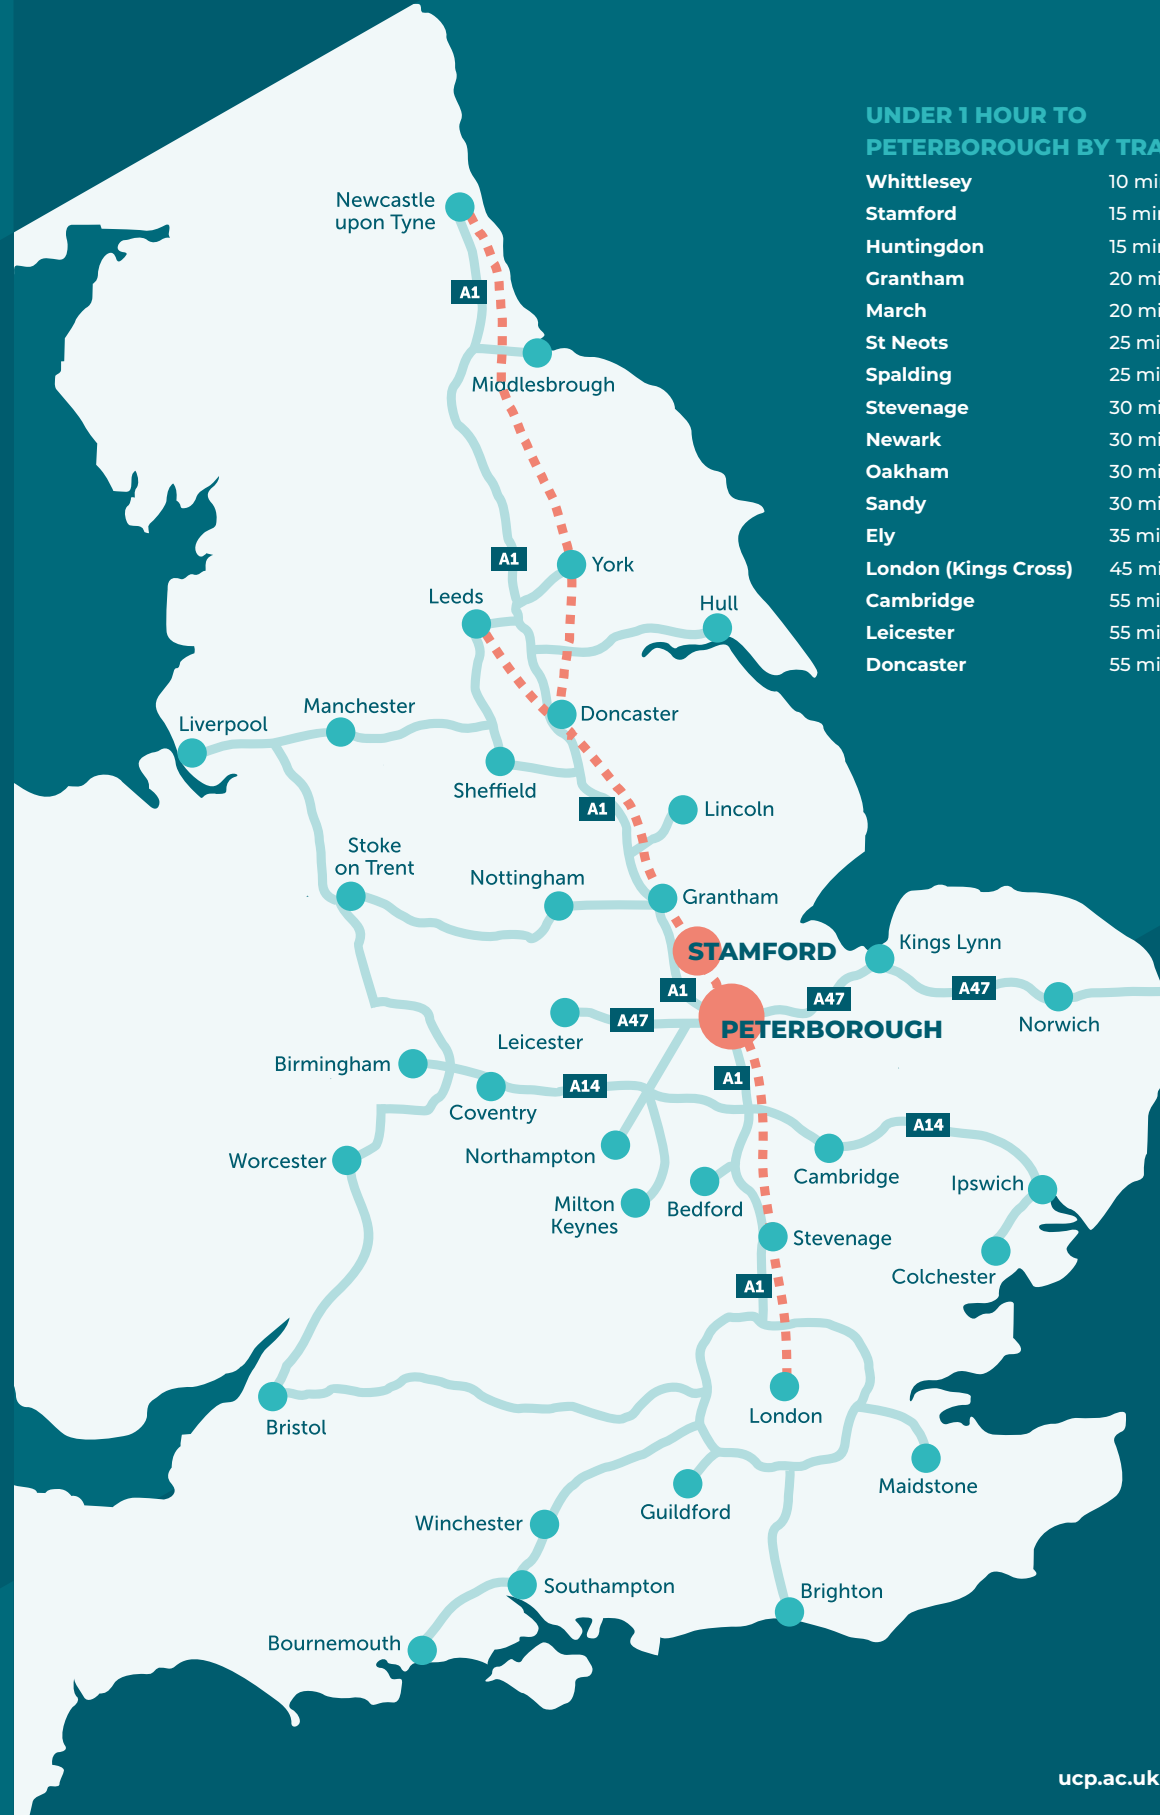 UNDER 1 HOUR TO
PETERBOROUGH BY TRA
Whittlesey 10 mi
Stamford 15 min
Huntingdon 15 min
Grantham 20 mi
March 20 mi
St Neots 25 mi
Spalding 25 mi
Stevenage 30 mi
Newark 30 mi
Oakham 30 mi
Sandy 30 mi
Ely 35 mi
London (Kings Cross) 45 mi
Cambridge 55 mi
Leicester 55 mi
Doncaster 55 mi
Newcastle
upon Tyne
A1
Middlesbrough
A1
York
Leeds
Hull
Manchester
Liverpool
Doncaster
Sheffield
A1
Lincoln
Stoke
on Trent
Nottingham
Grantham
STAMFORD
Kings Lynn
A1
A47
A47
A47
PETERBOROUGH
Norwich
Leicester
Birmingham
A1
A14
Coventry
A14
Northampton
Worcester
Cambridge
Ipswich
Milton
Keynes
Bedford
Stevenage
Colchester
A1
London
Bristol
Maidstone
Guildford
Winchester
Southampton
Brighton
Bournemouth
ucp.ac.uk